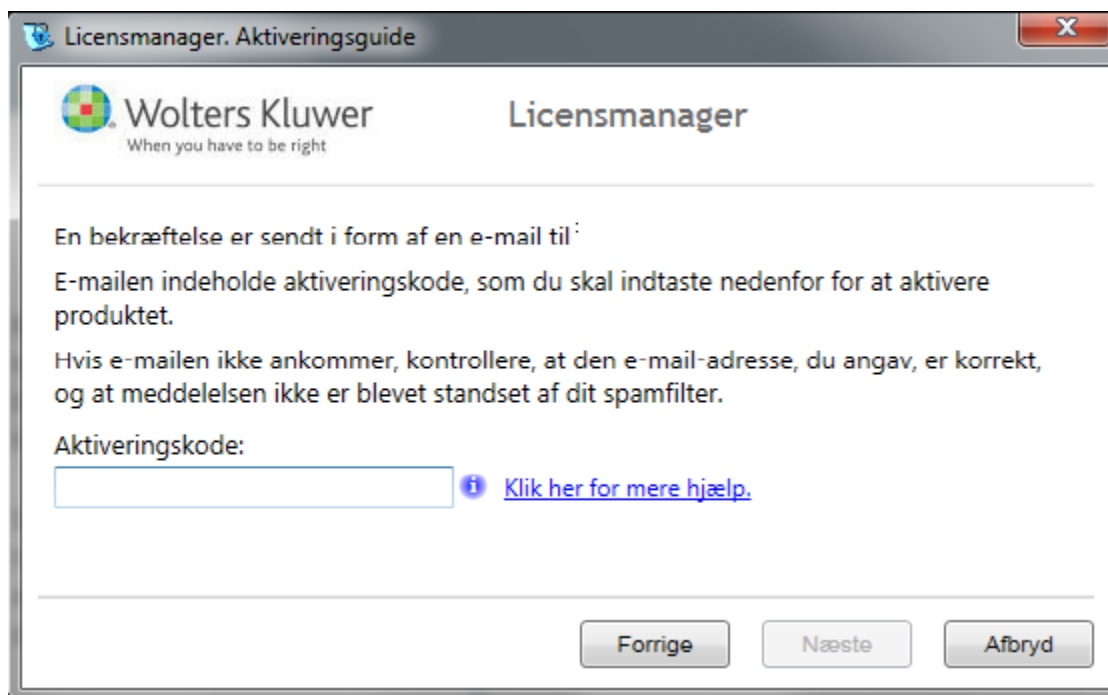 Licensmanager. Aktiveringsguide
Wolters Kluwer
When you have to be right
Licensmanager
En bekræftelse er sendt i form af en e-mail til :
E-mailen indeholde aktiveringskode, som du skal indtaste nedenfor for at aktivere
produktet.
Hvis e-mailen ikke ankommer, kontrollere, at den e-mail-adresse, du angav, er korrekt,
og at meddelelsen ikke er blevet standset af dit spamfilter.
Aktiveringskode:
Klik her for mere hjælp.
Forrige
Næste
Afbryd